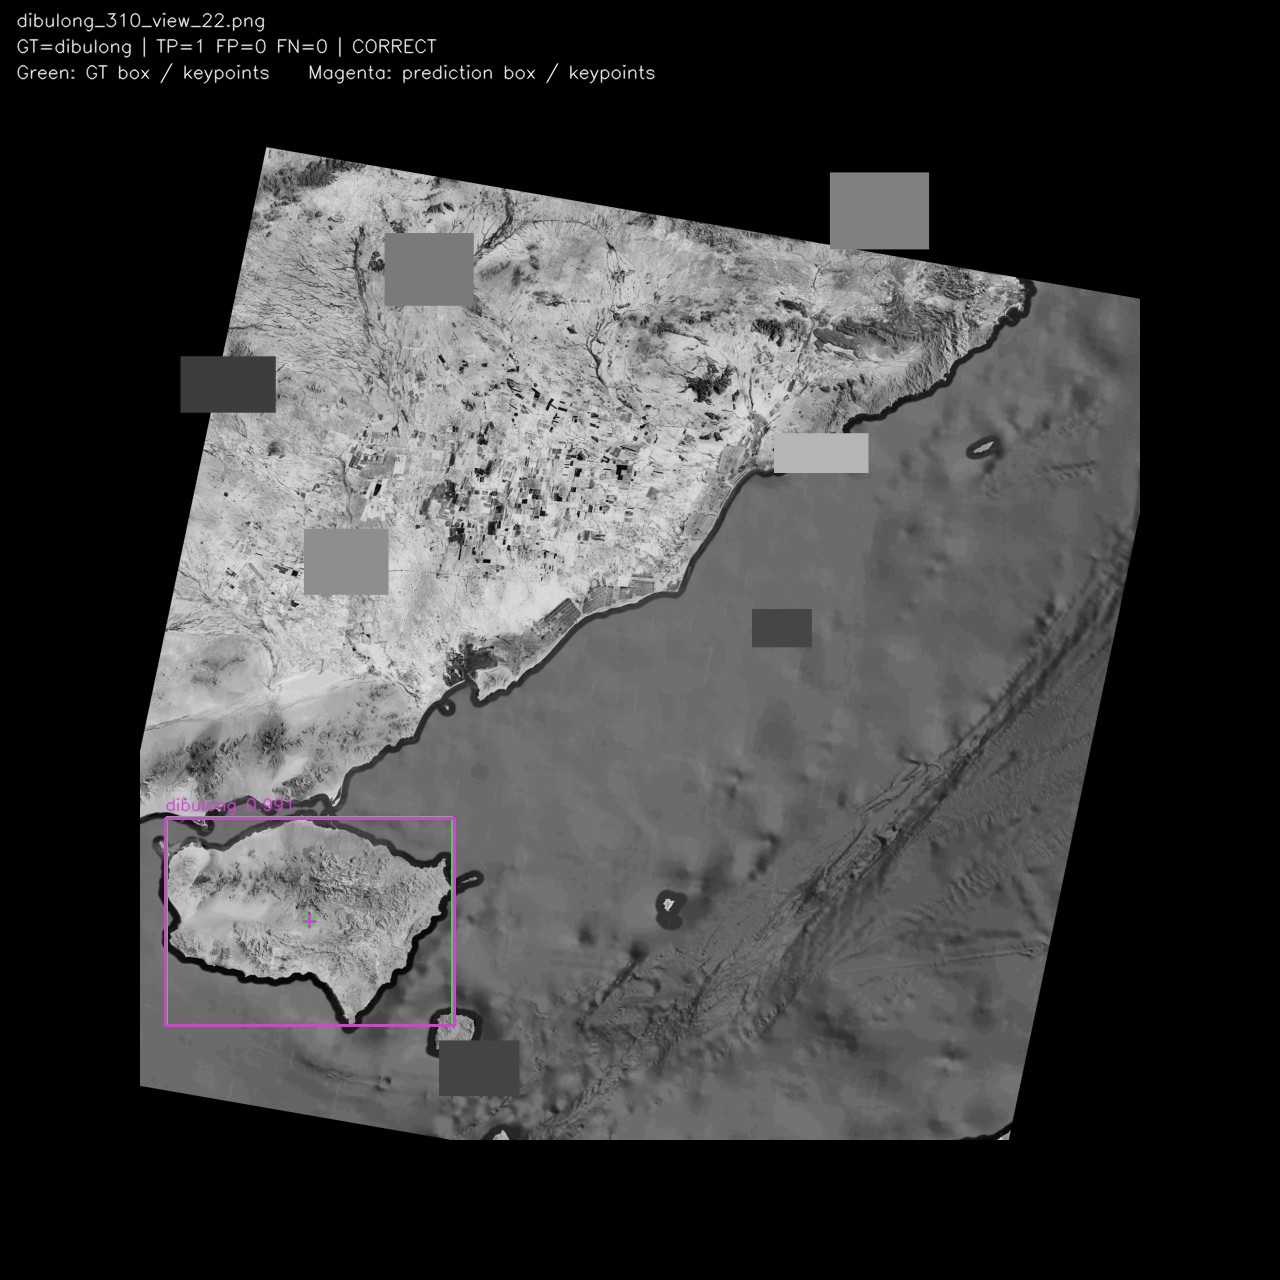 dibulong_310_view_22.png
GT=dibulong | TP=1 FP=0 FN=0 | CORRECT
Green: GT box / keypoints    Magenta: prediction box / keypoints
dibulong 0.991